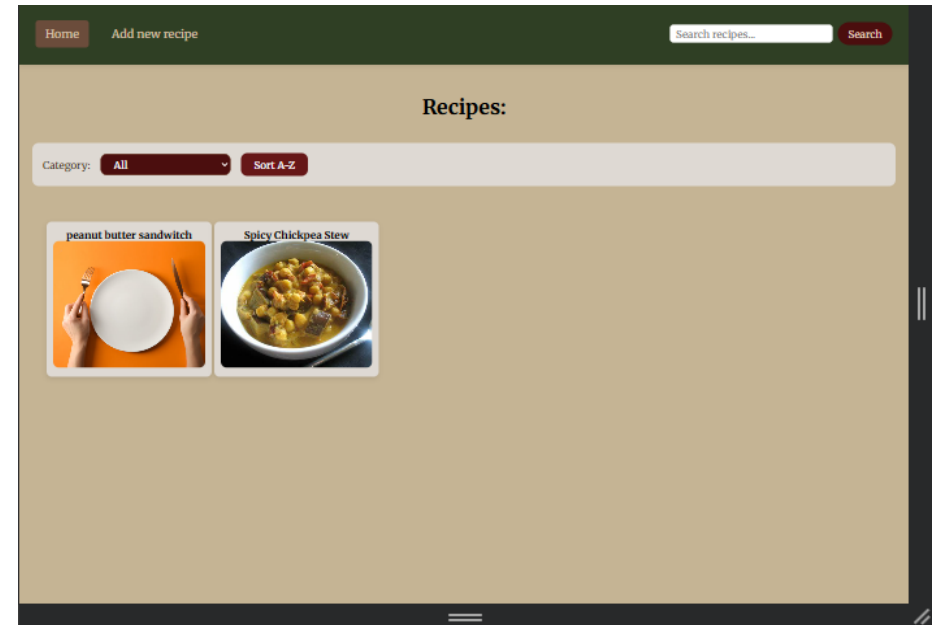 Home Add new recipe Search recipes... Search
Recipes:
Category: All Sort A-Z
peanut butter sandwitch Spicy Chickpea Stew